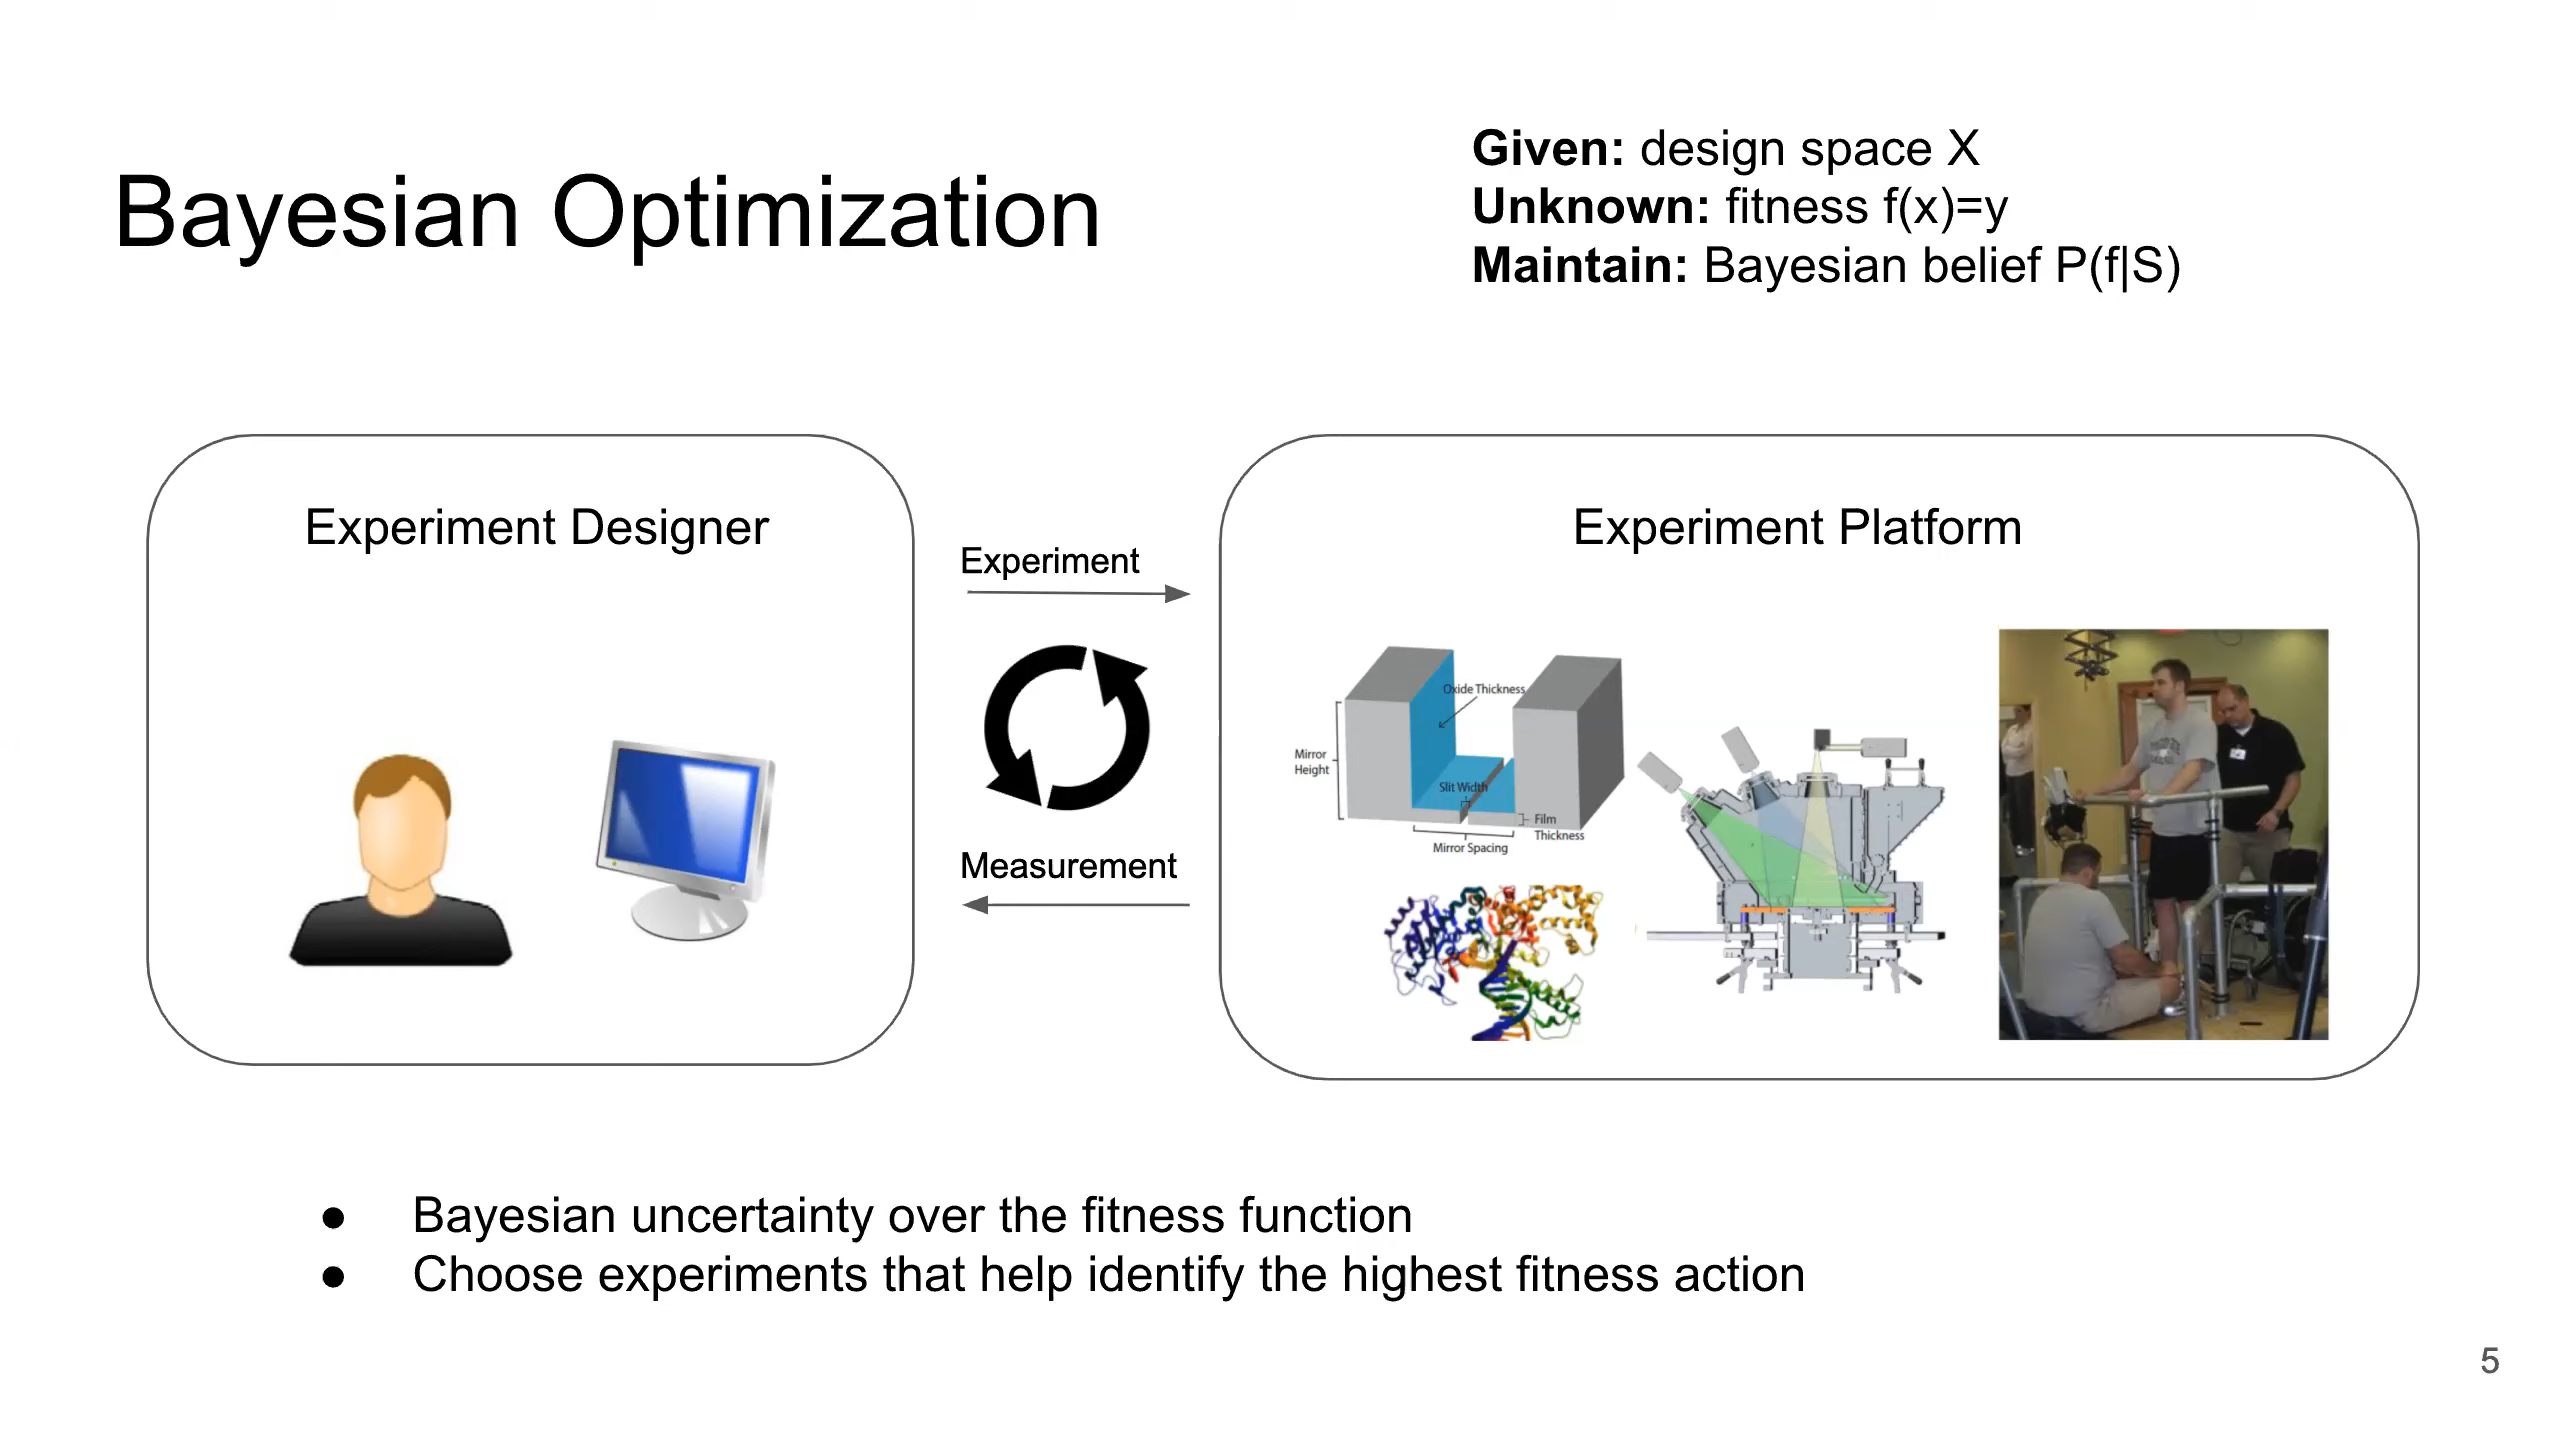 Bayesian Optimization
Given: design space X
Unknown: fitness f(x)=y
Maintain: Bayesian belief P(f|S)
Experiment Designer
Experiment
Measurement
Experiment Platform
Oxide Thickness
Mirror
Height
Slit Width
Film
Thickness
Mirror Spacing
● Bayesian uncertainty over the fitness function
● Choose experiments that help identify the highest fitness action
5